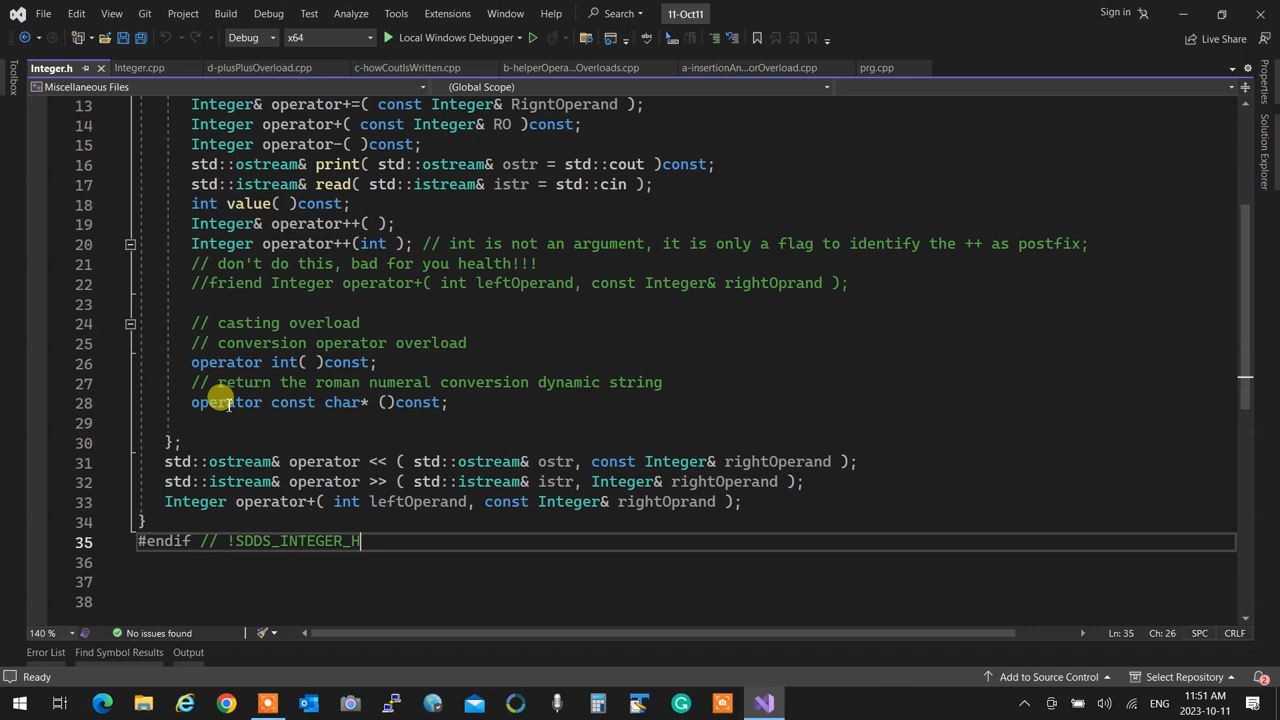 File Edit View Git Project Build Debug Test Analyze Tools Extensions Window Help Search 11-Oct11 Sign in
Debug x64 Local Windows Debugger Live Share
Integer.h Integer.cpp d-plusPlusOverload.cpp c-howCoutIsWritten.cpp b-helperOpera...Overloads.cpp a-insertionAn...orOverload.cpp prg.cpp
Miscellaneous Files (Global Scope)
Toolbox
Properties
Server Explorer
13 Integer& operator+=( const Integer& RigntOperand );
14 Integer operator+( const Integer& RO )const;
15 Integer operator-( )const;
16 std::ostream& print( std::ostream& ostr = std::cout )const;
17 std::istream& read( std::istream& istr = std::cin );
18 int value( )const;
19 Integer& operator++( );
20 Integer operator++(int ); // int is not an argument, it is only a flag to identify the ++ as postfix;
21 // don't do this, bad for you health!!!
22 //friend Integer operator+( int leftOperand, const Integer& rightOprand );
23
24 // casting overload
25 // conversion operator overload
26 operator int( )const;
27 // return the roman numeral conversion dynamic string
28 operator const char* ()const;
29
30 };
31 std::ostream& operator << ( std::ostream& ostr, const Integer& rightOperand );
32 std::istream& operator >> ( std::istream& istr, Integer& rightOperand );
33 Integer operator+( int leftOperand, const Integer& rightOprand );
34 }
35 #endif // !SDDS_INTEGER_H
36
37
38
140 % No issues found Ln: 35 Ch: 26 SPC CRLF
Error List Find Symbol Results Output
Ready Add to Source Control Select Repository 2
11:51 AM
ENG 2023-10-11